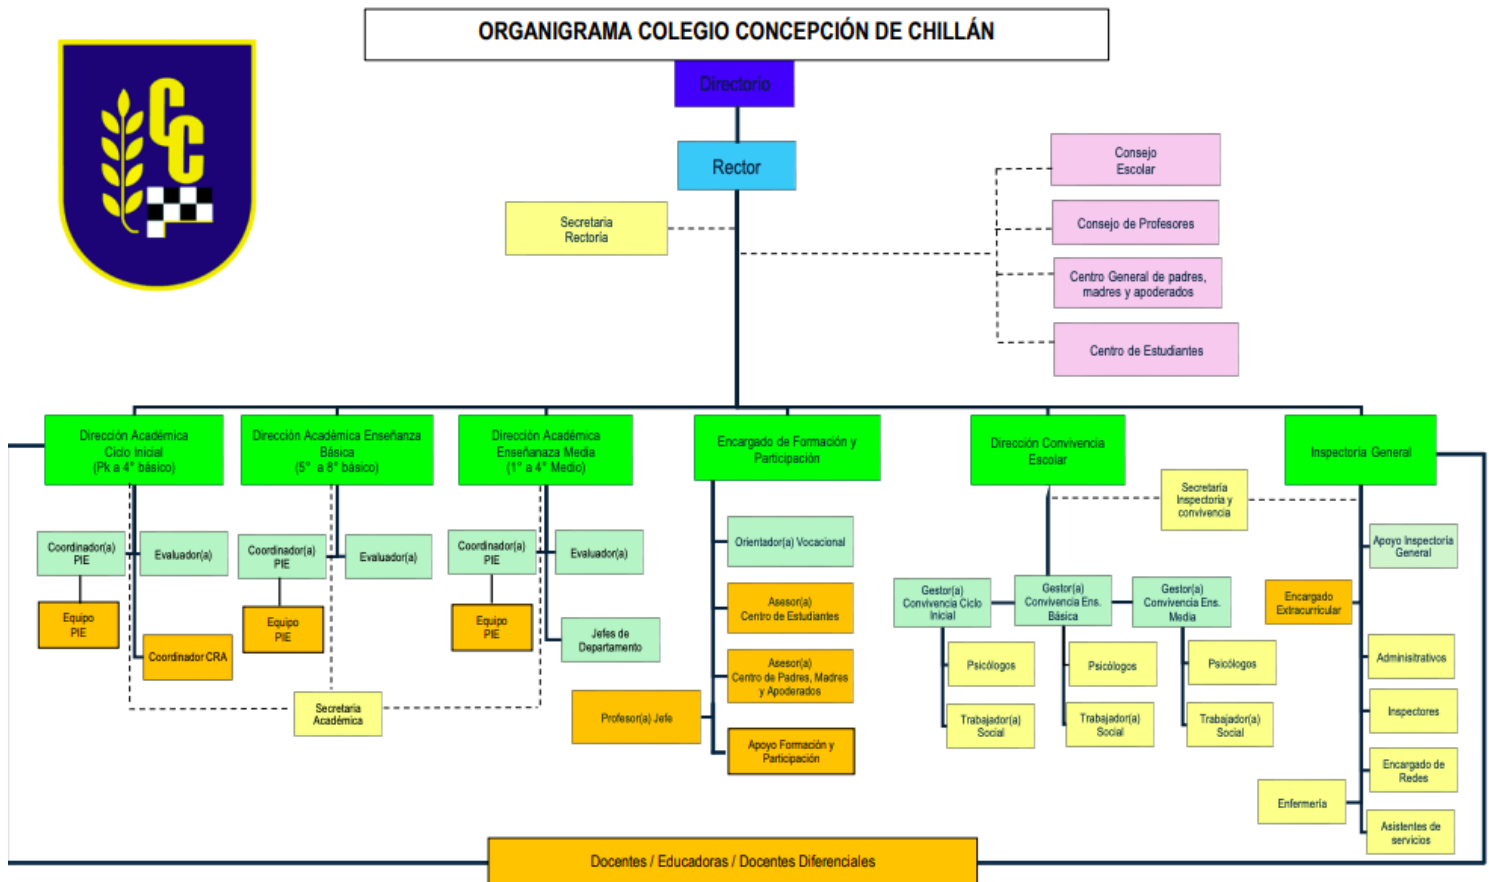 ORGANIGRAMA COLEGIO CONCEPCIÓN DE CHILLÁN
CC
Directorio
Rector
Secretaria
Rectoría
Consejo
Escolar
Consejo de Profesores
Centro General de padres,
madres y apoderados
Centro de Estudiantes
Dirección Académica
Ciclo Inicial
(Pk a 4° básico)
Dirección Académica Enseñanza
Básica
(5° a 8° básico)
Dirección Académica
Enseñanaza Media
(1° a 4° Medio)
Encargado de Formación y
Participación
Dirección Convivencia
Escolar
Inspectoría General
Coordinador(a)
PIE
Evaluador(a)
Equipo
PIE
Coordinador CRA
Coordinador(a)
PIE
Evaluador(a)
Equipo
PIE
Coordinador(a)
PIE
Evaluador(a)
Equipo
PIE
Jefes de
Departamento
Secretaria
Académica
Orientador(a) Vocacional
Asesor(a)
Centro de Estudiantes
Asesor(a)
Centro de Padres, Madres
y Apoderados
Profesor(a) Jefe
Apoyo Formación y
Participación
Secretaría
Inspectoria y
convivencia
Gestor(a)
Convivencia Ciclo
Inicial
Gestor(a)
Convivencia Ens.
Básica
Gestor(a)
Convivencia Ens.
Media
Psicólogos
Psicólogos
Psicólogos
Trabajador(a)
Social
Trabajador(a)
Social
Trabajador(a)
Social
Apoyo Inspectoría
General
Encargado
Extracurricular
Adminisitrativos
Inspectores
Encargado de
Redes
Enfermería
Asistentes de
servicios
Docentes / Educadoras / Docentes Diferenciales